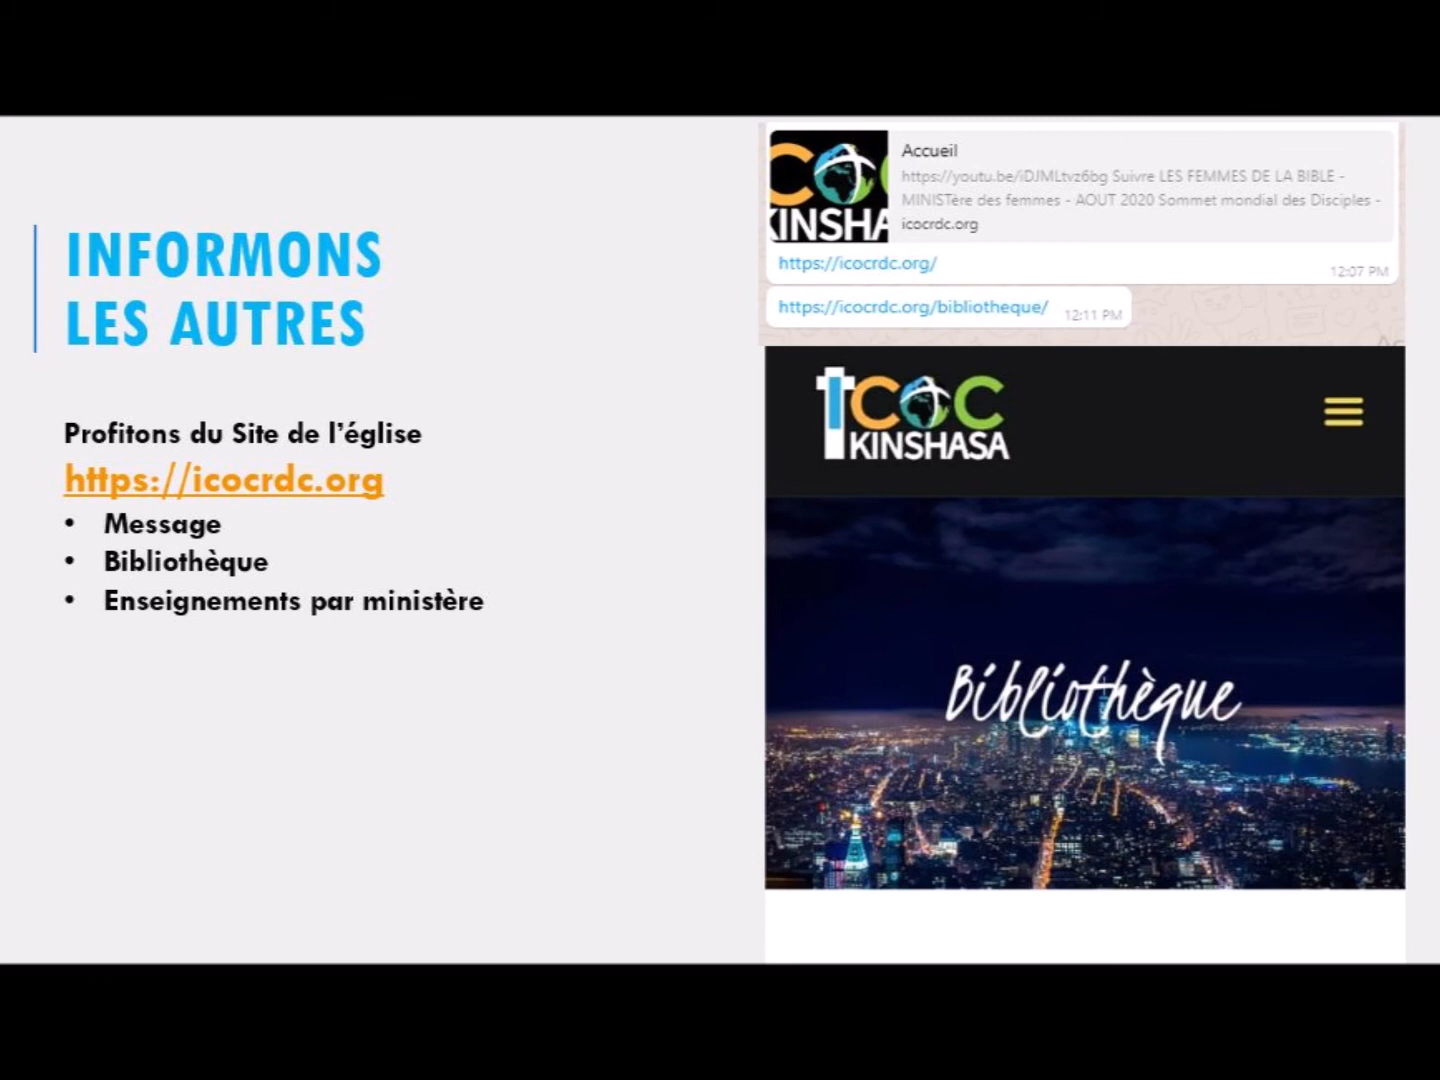 INFORMONS
LES AUTRES
Profitons du Site de l'église
https://icocrdc.org
• Message
• Bibliothèque
• Enseignements par ministère
COC
KINSHA
Accueil
https://youtu.be/iDJMLtvz6bg Suivre LES FEMMES DE LA BIBLE -
MINISTère des femmes - AOUT 2020 Sommet mondial des Disciples -
icocrdc.org
https://icocrdc.org/
12:07 PM
https://icocrdc.org/bibliotheque/
12:11 PM
ICOC
KINSHASA
Bibliothèque